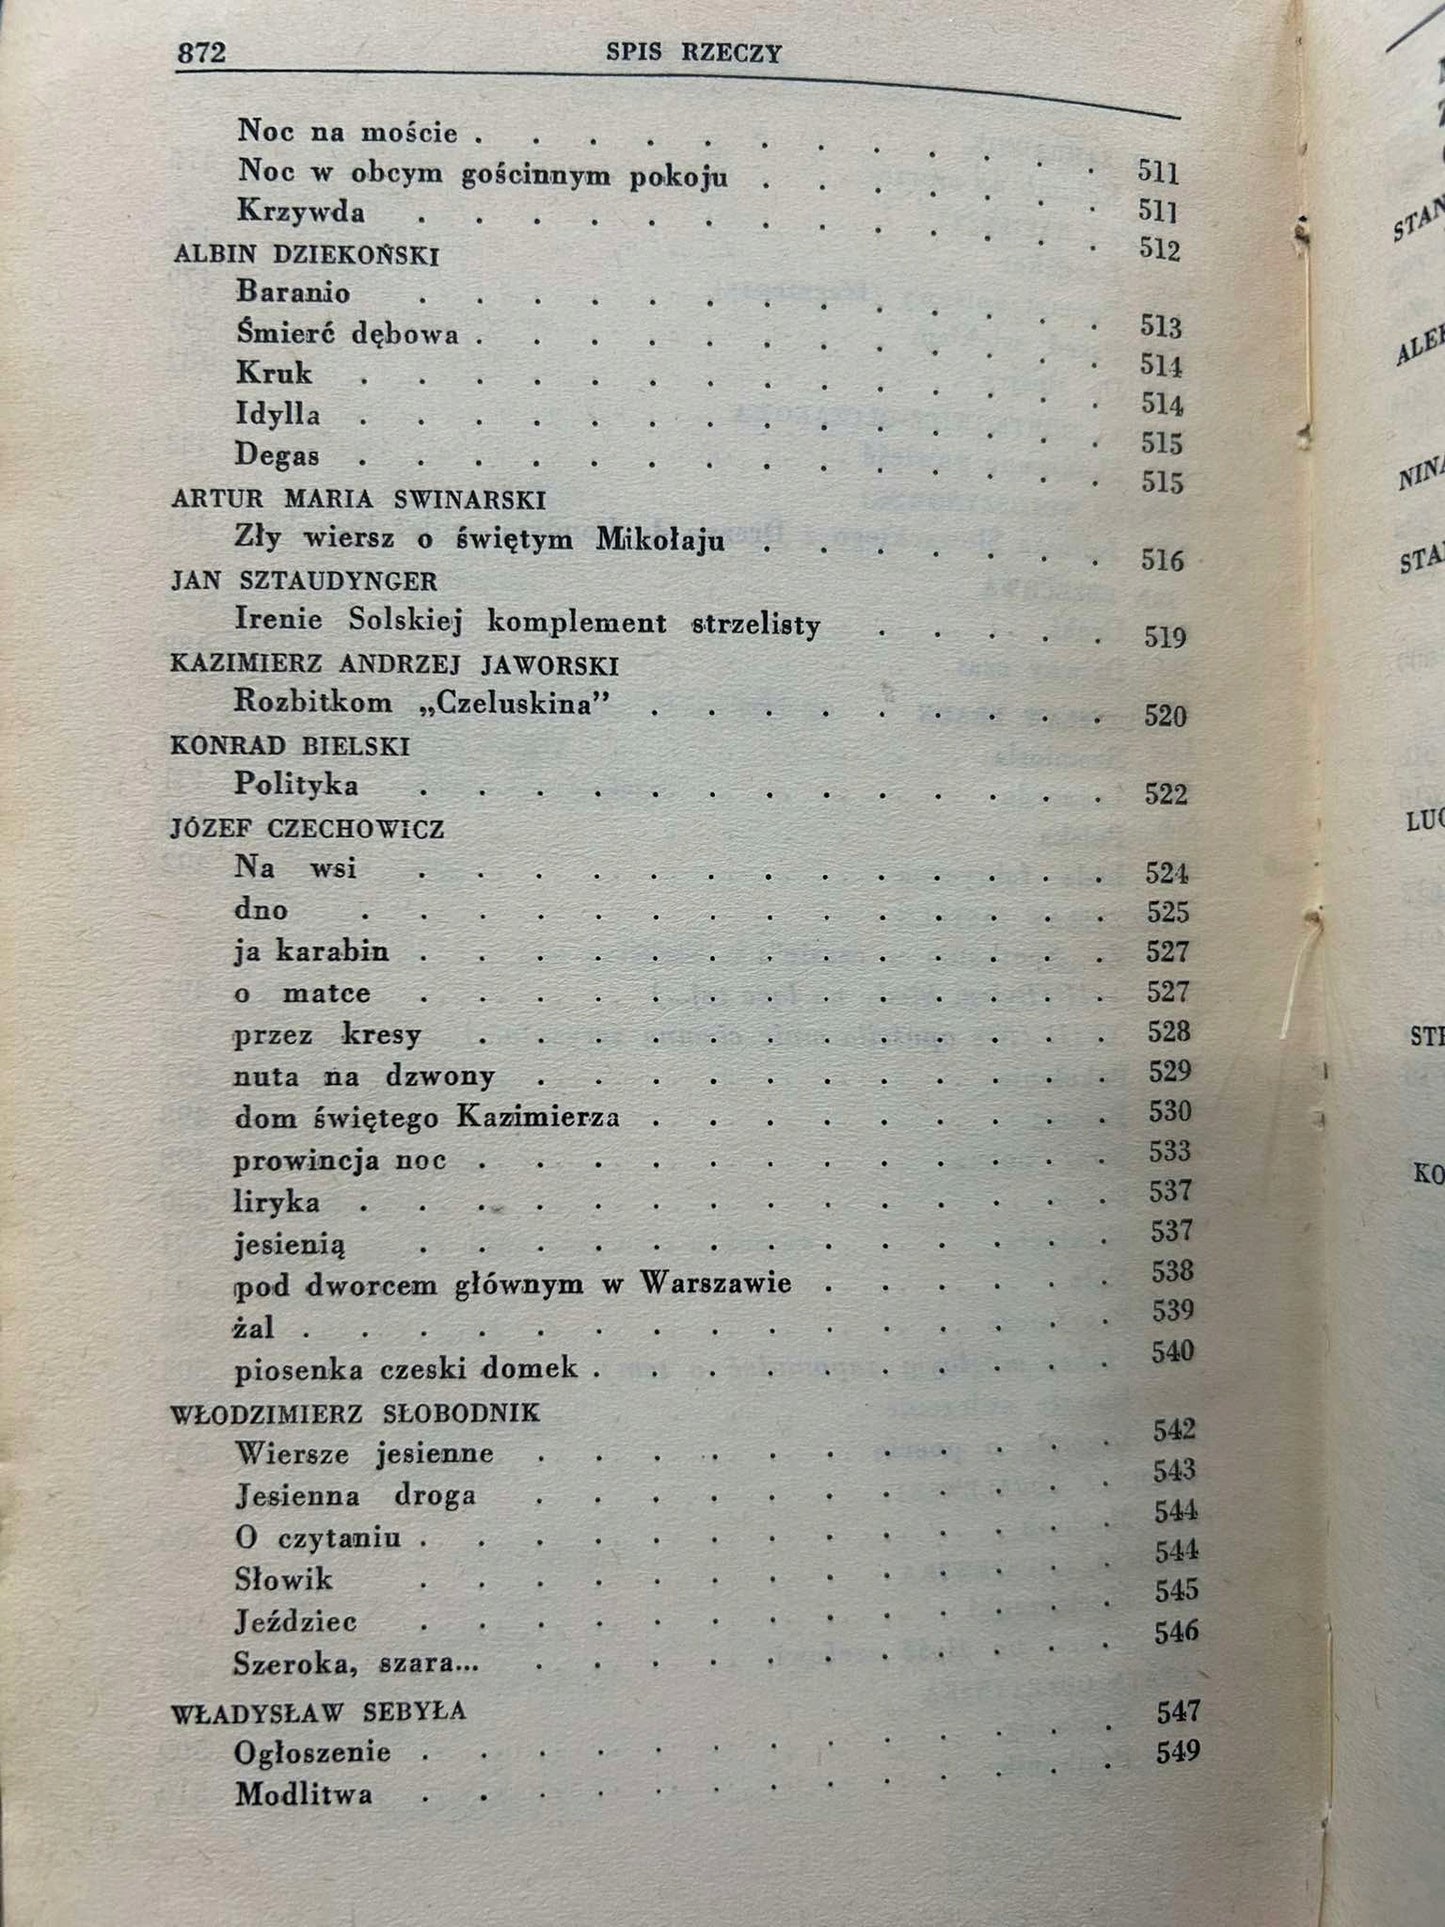 872 SPIS RZECZY
Noc na moście . . . . . . . . . . . . 511
Noc w obcym gościnnym pokoju . . . . . . . 511
Krzywda . . . . . . . . . . . . . 512
ALBIN DZIEKOŃSKI
Baranio . . . . . . . . . . . . . 513
Śmierć dębowa . . . . . . . . . . . . 514
Kruk . . . . . . . . . . . . . . 514
Idylla . . . . . . . . . . . . . . 515
Degas . . . . . . . . . . . . . . 515
ARTUR MARIA SWINARSKI
Zły wiersz o świętym Mikołaju . . . . . . . 516
JAN SZTAUDYNGER
Irenie Solskiej komplement strzelisty . . . . . 519
KAZIMIERZ ANDRZEJ JAWORSKI
Rozbitkom „Czeluskina” . . . . . . . . . 520
KONRAD BIELSKI
Polityka . . . . . . . . . . . . . 522
JÓZEF CZECHOWICZ
Na wsi . . . . . . . . . . . . . 524
dno . . . . . . . . . . . . . . 525
ja karabin . . . . . . . . . . . . . 527
o matce . . . . . . . . . . . . . 527
przez kresy . . . . . . . . . . . . 528
nuta na dzwony . . . . . . . . . . . 529
dom świętego Kazimierza . . . . . . . . . 530
prowincja noc . . . . . . . . . . . . 533
liryka . . . . . . . . . . . . . . 537
jesienią . . . . . . . . . . . . . 537
pod dworcem głównym w Warszawie . . . . . . 538
żal . . . . . . . . . . . . . . . 539
piosenka czeski domek . . . . . . . . . . 540
WŁODZIMIERZ SŁOBODNIK
Wiersze jesienne . . . . . . . . . . . 542
Jesienna droga . . . . . . . . . . . 543
O czytaniu . . . . . . . . . . . . . 544
Słowik . . . . . . . . . . . . . 544
Jeździec . . . . . . . . . . . . . 545
Szeroka, szara... . . . . . . . . . . . 546
WŁADYSŁAW SEBYŁA
Ogłoszenie . . . . . . . . . . . . . 547
Modlitwa . . . . . . . . . . . . . 549